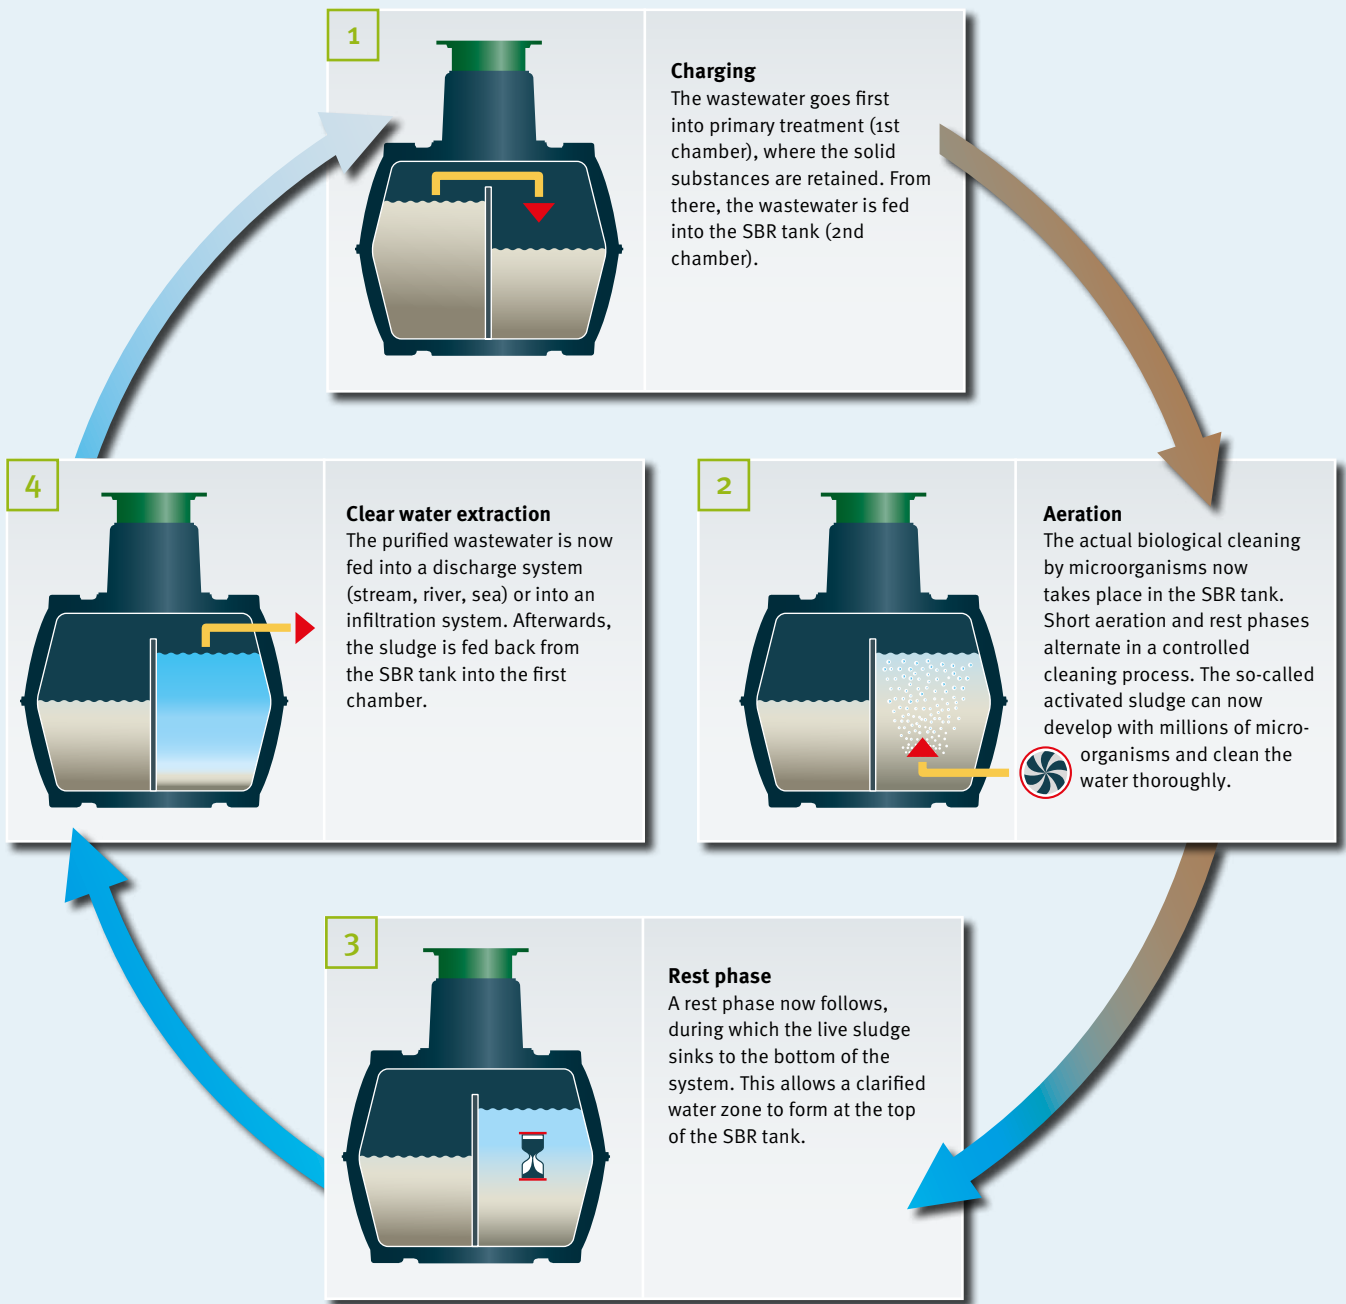 1
Charging
The wastewater goes first
into primary treatment (1st
chamber), where the solid
substances are retained. From
there, the wastewater is fed
into the SBR tank (2nd
chamber).
2
Aeration
The actual biological cleaning
by microorganisms now
takes place in the SBR tank.
Short aeration and rest phases
alternate in a controlled
cleaning process. The so-called
activated sludge can now
develop with millions of micro-
organisms and clean the
water thoroughly.
3
Rest phase
A rest phase now follows,
during which the live sludge
sinks to the bottom of the
system. This allows a clarified
water zone to form at the top
of the SBR tank.
4
Clear water extraction
The purified wastewater is now
fed into a discharge system
(stream, river, sea) or into an
infiltration system. Afterwards,
the sludge is fed back from
the SBR tank into the first
chamber.